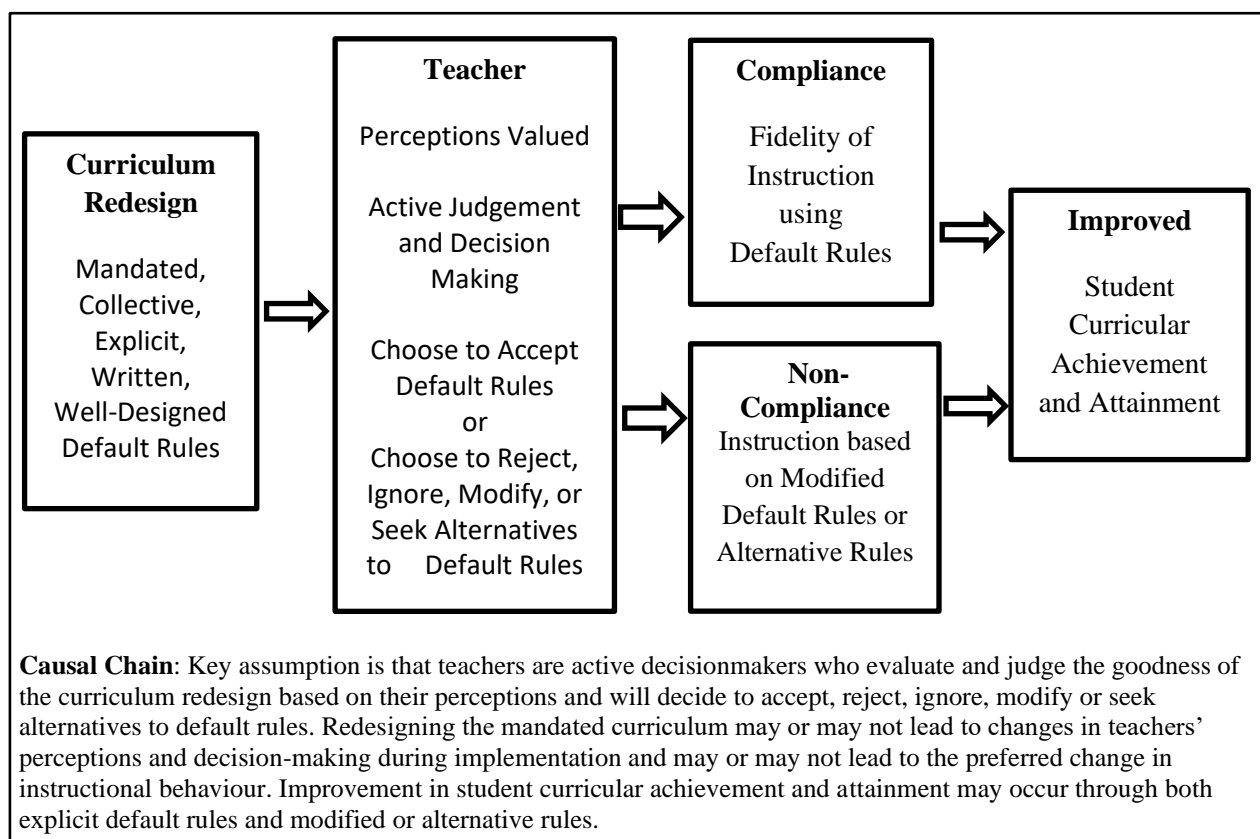 Curriculum
Redesign
Mandated,
Collective,
Explicit,
Written,
Well-Designed
Default Rules
Teacher
Perceptions Valued
Active Judgement
and Decision
Making
Choose to Accept
Default Rules
or
Choose to Reject,
Ignore, Modify, or
Seek Alternatives
to Default Rules
Compliance
Fidelity of
Instruction
using
Default Rules
Non-
Compliance
Instruction based
on Modified
Default Rules or
Alternative Rules
Improved
Student
Curricular
Achievement
and Attainment
Causal Chain: Key assumption is that teachers are active decisionmakers who evaluate and judge the goodness of
the curriculum redesign based on their perceptions and will decide to accept, reject, ignore, modify or seek
alternatives to default rules. Redesigning the mandated curriculum may or may not lead to changes in teachers’
perceptions and decision-making during implementation and may or may not lead to the preferred change in
instructional behaviour. Improvement in student curricular achievement and attainment may occur through both
explicit default rules and modified or alternative rules.